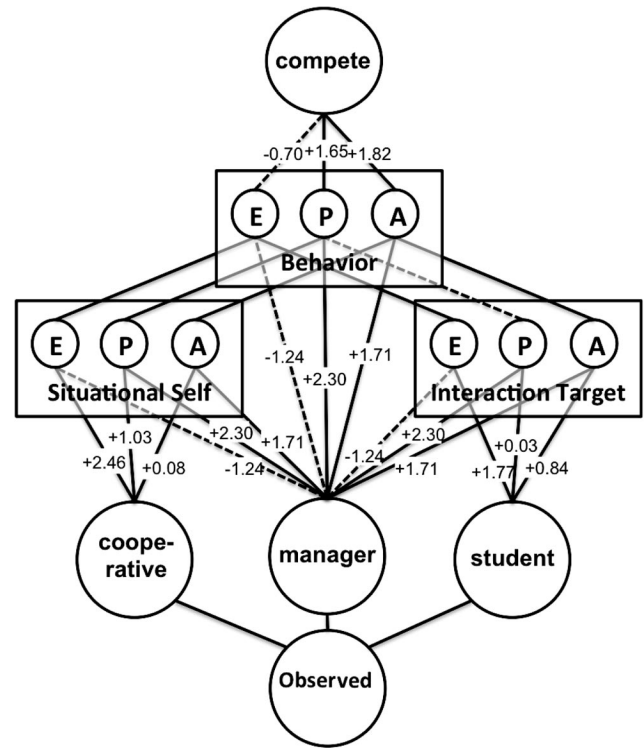 compete
-0.70 +1.65 +1.82
E P A
Behavior
E P A
Situational Self
E P A
Interaction Target
-1.24
+1.71
+2.30
+1.03
+2.30
+2.30
+0.03
+2.46
+0.08
+1.71
-1.24
-1.24
+1.71
+1.77
+0.84
coope-
rative
manager
student
Observed